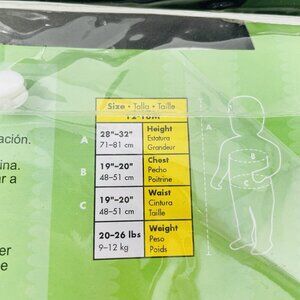 Size • Talla • Taille
12-18M
A
28"–32"
71–81 cm
Height
Estatura
Grandeur
B
19"–20"
48–51 cm
Chest
Pecho
Poitrine
C
19"–20"
48–51 cm
Waist
Cintura
Taille
20–26 lbs
9–12 kg
Weight
Peso
Poids
A
B
C
ación.
ina.
ar a
er
e